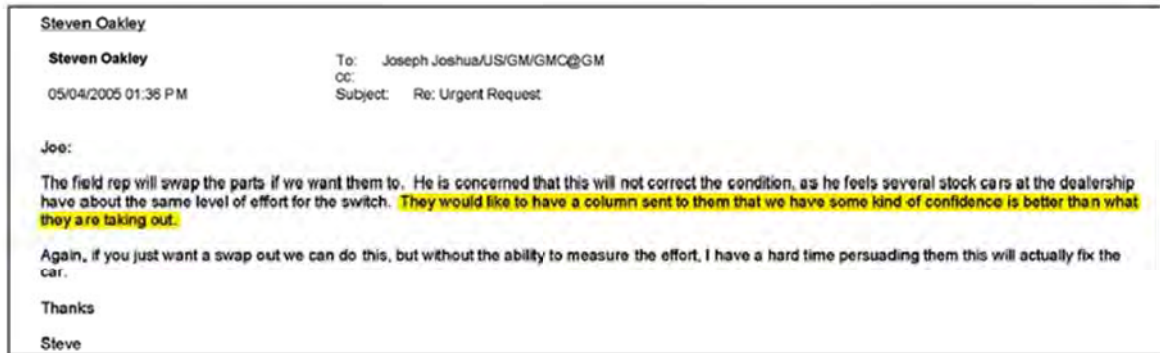 Steven Oakley
Steven Oakley
To: Joseph Joshua/US/GM/GMC@GM
cc:
05/04/2005 01:36 PM
Subject: Re: Urgent Request
Joe:
The field rep will swap the parts if we want them to. He is concerned that this will not correct the condition, as he feels several stock cars at the dealership
have about the same level of effort for the switch. They would like to have a column sent to them that we have some kind of confidence is better than what
they are taking out.
Again, if you just want a swap out we can do this, but without the ability to measure the effort, I have a hard time persuading them this will actually fix the
car.
Thanks
Steve